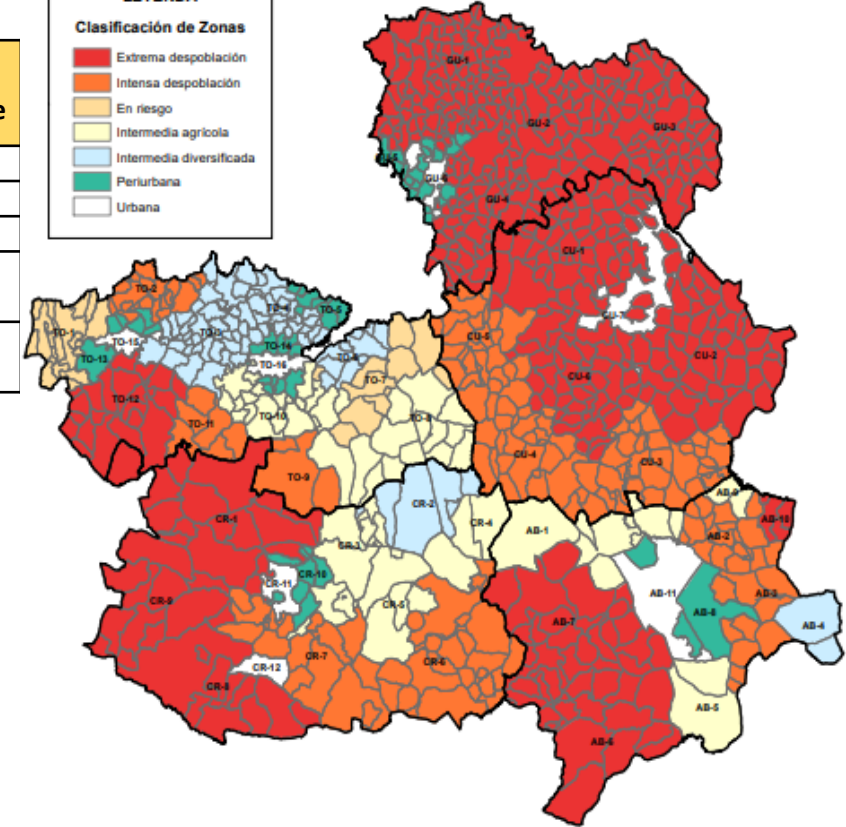 LEYENDA
Clasificación de Zonas
Extrema despoblación
Intensa despoblación
En riesgo
Intermedia agrícola
Intermedia diversificada
Periurbana
Urbana
e
GU-1
GU-2
GU-3
GU-5
GU-6
GU-4
CU-1
CU-7
CU-2
CU-5
CU-6
CU-4
CU-3
TO-2
TO-1
TO-3
TO-4
TO-5
TO-15
TO-14
TO-13
TO-16
TO-6
TO-7
TO-12
TO-10
TO-8
TO-11
TO-9
CR-2
CR-1
CR-3
CR-4
CR-10
CR-11
CR-9
CR-5
CR-7
CR-6
CR-12
CR-8
AB-9
AB-10
AB-1
AB-2
AB-11
AB-3
AB-7
AB-8
AB-4
AB-5
AB-6